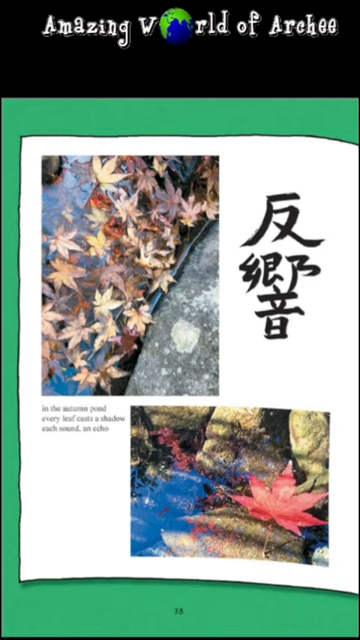 Amazing World of Archee
反響
in the autumn pond
every leaf casts a shadow
each sound, an echo
38